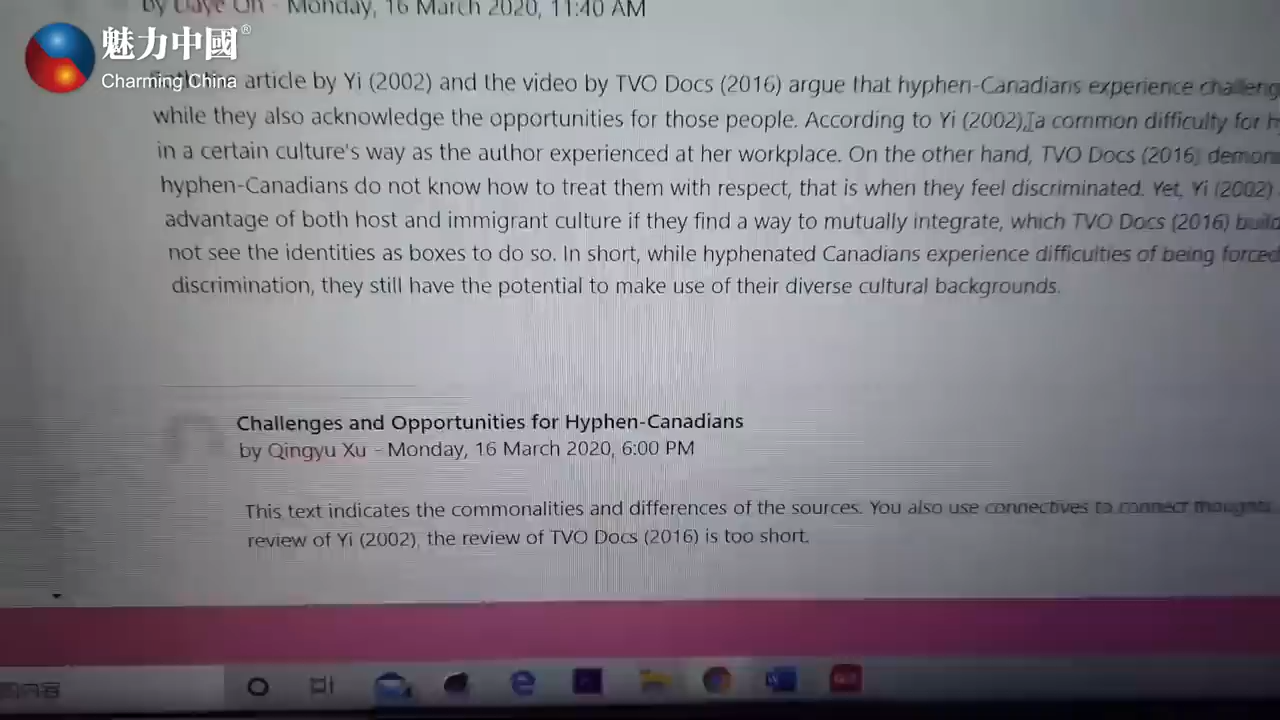 by Daye Oh - Monday, 16 March 2020, 11:40 AM
魅力中國®
Charming China
article by Yi (2002) and the video by TVO Docs (2016) argue that hyphen-Canadians experience challeng
while they also acknowledge the opportunities for those people. According to Yi (2002), a common difficulty for h
in a certain culture's way as the author experienced at her workplace. On the other hand, TVO Docs (2016) demon
hyphen-Canadians do not know how to treat them with respect, that is when they feel discriminated. Yet, Yi (2002)
advantage of both host and immigrant culture if they find a way to mutually integrate, which TVO Docs (2016) build
not see the identities as boxes to do so. In short, while hyphenated Canadians experience difficulties of being forced
discrimination, they still have the potential to make use of their diverse cultural backgrounds.
Challenges and Opportunities for Hyphen-Canadians
by Qingyu Xu - Monday, 16 March 2020, 6:00 PM
This text indicates the commonalities and differences of the sources. You also use connectives to connect thoughts.
review of Yi (2002), the review of TVO Docs (2016) is too short.